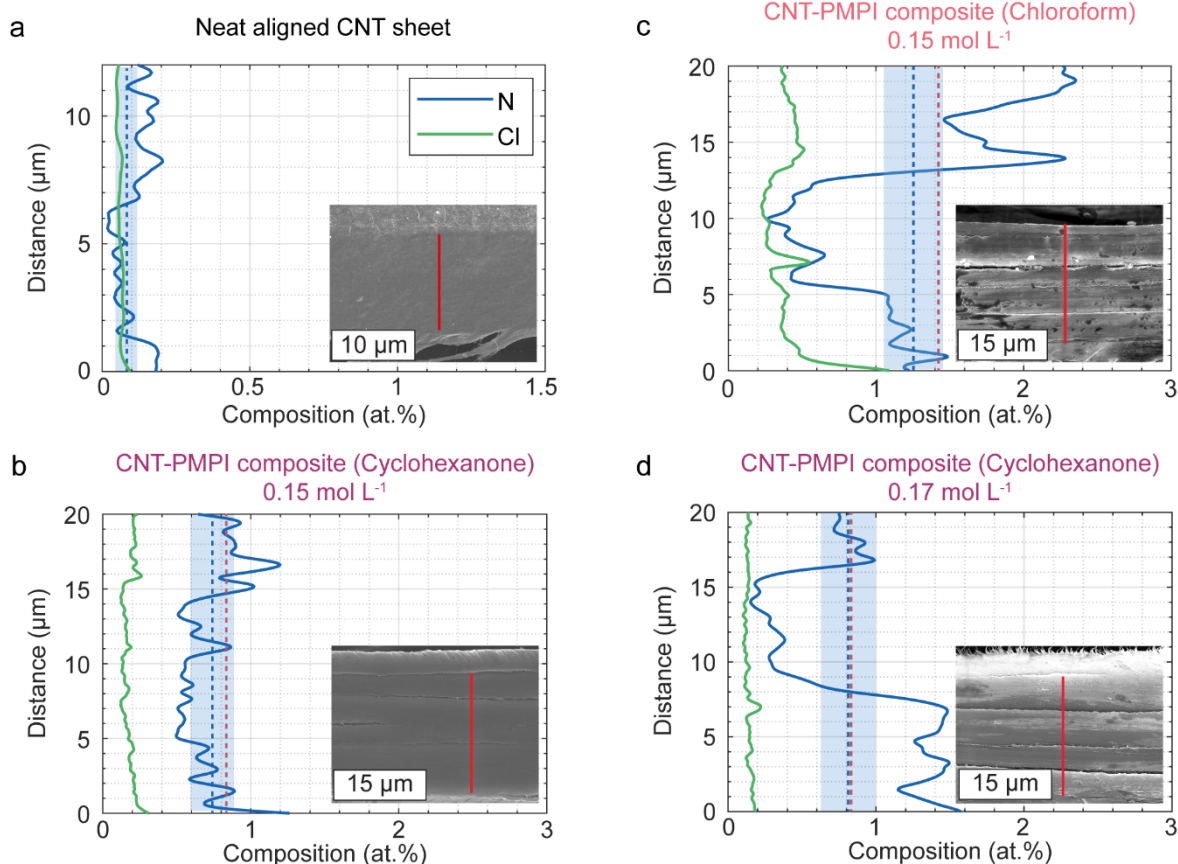 a
Neat aligned CNT sheet
N
Cl
10
5
0
Distance (µm)
10 µm
0
0.5
1
1.5
Composition (at.%)
c
CNT-PMPI composite (Chloroform)
0.15 mol L⁻¹
20
15
10
5
0
Distance (µm)
15 µm
0
1
2
3
Composition (at.%)
b
CNT-PMPI composite (Cyclohexanone)
0.15 mol L⁻¹
20
15
10
5
0
Distance (µm)
15 µm
0
1
2
3
Composition (at.%)
d
CNT-PMPI composite (Cyclohexanone)
0.17 mol L⁻¹
20
15
10
5
0
Distance (µm)
15 µm
0
1
2
3
Composition (at.%)